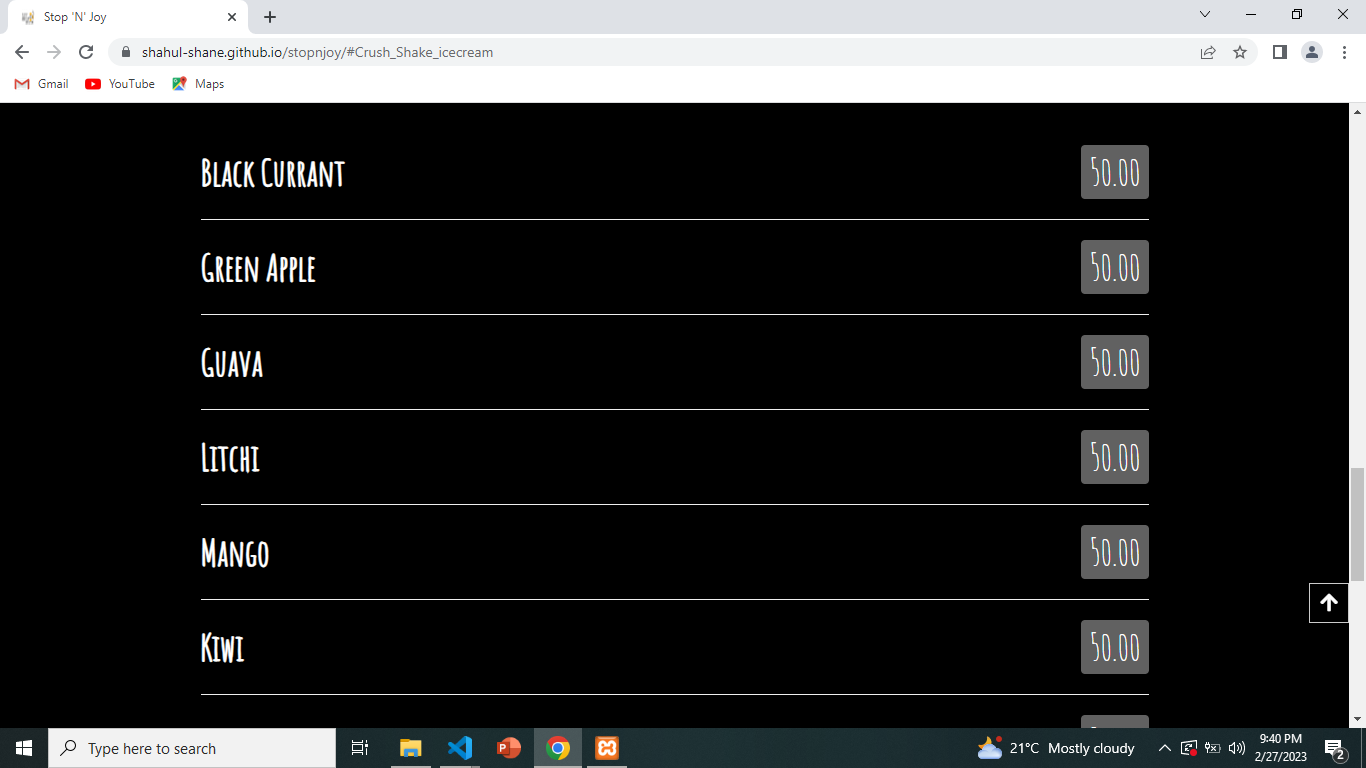 Stop 'N' Joy
shahul-shane.github.io/stopnjoy/#Crush_Shake_icecream
Gmail YouTube Maps
Black Currant 50.00
Green Apple 50.00
Guava 50.00
Litchi 50.00
Mango 50.00
Kiwi 50.00
Type here to search
21°C Mostly cloudy
9:40 PM
2/27/2023
2